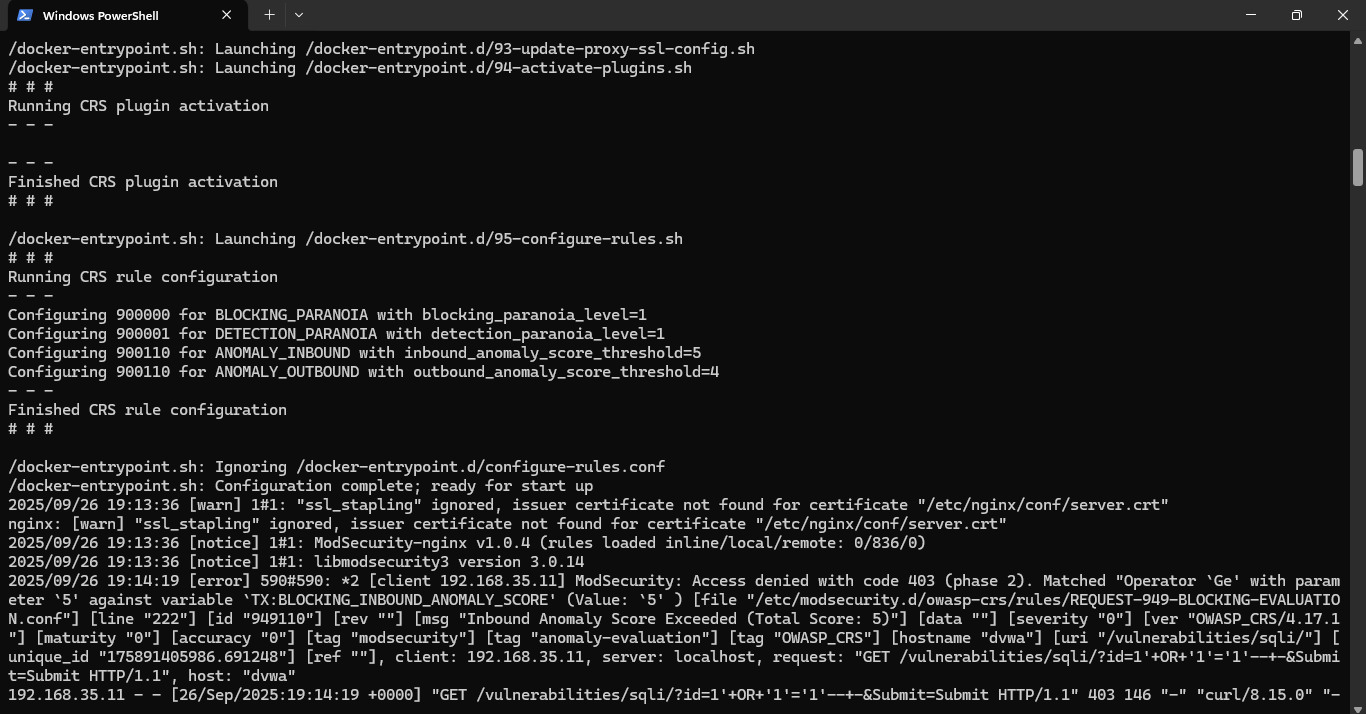 Windows PowerShell
/docker-entrypoint.sh: Launching /docker-entrypoint.d/93-update-proxy-ssl-config.sh
/docker-entrypoint.sh: Launching /docker-entrypoint.d/94-activate-plugins.sh
# # #
Running CRS plugin activation
- - -
- - -
Finished CRS plugin activation
# # #
/docker-entrypoint.sh: Launching /docker-entrypoint.d/95-configure-rules.sh
# # #
Running CRS rule configuration
- - -
Configuring 900000 for BLOCKING_PARANOIA with blocking_paranoia_level=1
Configuring 900001 for DETECTION_PARANOIA with detection_paranoia_level=1
Configuring 900110 for ANOMALY_INBOUND with inbound_anomaly_score_threshold=5
Configuring 900110 for ANOMALY_OUTBOUND with outbound_anomaly_score_threshold=4
- - -
Finished CRS rule configuration
# # #
/docker-entrypoint.sh: Ignoring /docker-entrypoint.d/configure-rules.conf
/docker-entrypoint.sh: Configuration complete; ready for start up
2025/09/26 19:13:36 [warn] 1#1: "ssl_stapling" ignored, issuer certificate not found for certificate "/etc/nginx/conf/server.crt"
nginx: [warn] "ssl_stapling" ignored, issuer certificate not found for certificate "/etc/nginx/conf/server.crt"
2025/09/26 19:13:36 [notice] 1#1: ModSecurity-nginx v1.0.4 (rules loaded inline/local/remote: 0/836/0)
2025/09/26 19:13:36 [notice] 1#1: libmodsecurity3 version 3.0.14
2025/09/26 19:14:19 [error] 590#590: *2 [client 192.168.35.11] ModSecurity: Access denied with code 403 (phase 2). Matched "Operator `Ge' with param
eter `5' against variable `TX:BLOCKING_INBOUND_ANOMALY_SCORE' (Value: `5' ) [file "/etc/modsecurity.d/owasp-crs/rules/REQUEST-949-BLOCKING-EVALUATIO
N.conf"] [line "222"] [id "949110"] [rev ""] [msg "Inbound Anomaly Score Exceeded (Total Score: 5)"] [data ""] [severity "0"] [ver "OWASP_CRS/4.17.1
"] [maturity "0"] [accuracy "0"] [tag "modsecurity"] [tag "anomaly-evaluation"] [tag "OWASP_CRS"] [hostname "dvwa"] [uri "/vulnerabilities/sqli/"] [
unique_id "175891405986.691248"] [ref ""], client: 192.168.35.11, server: localhost, request: "GET /vulnerabilities/sqli/?id=1'+OR+'1'='1'--+-&Submi
t=Submit HTTP/1.1", host: "dvwa"
192.168.35.11 - - [26/Sep/2025:19:14:19 +0000] "GET /vulnerabilities/sqli/?id=1'+OR+'1'='1'--+-&Submit=Submit HTTP/1.1" 403 146 "-" "curl/8.15.0" "-